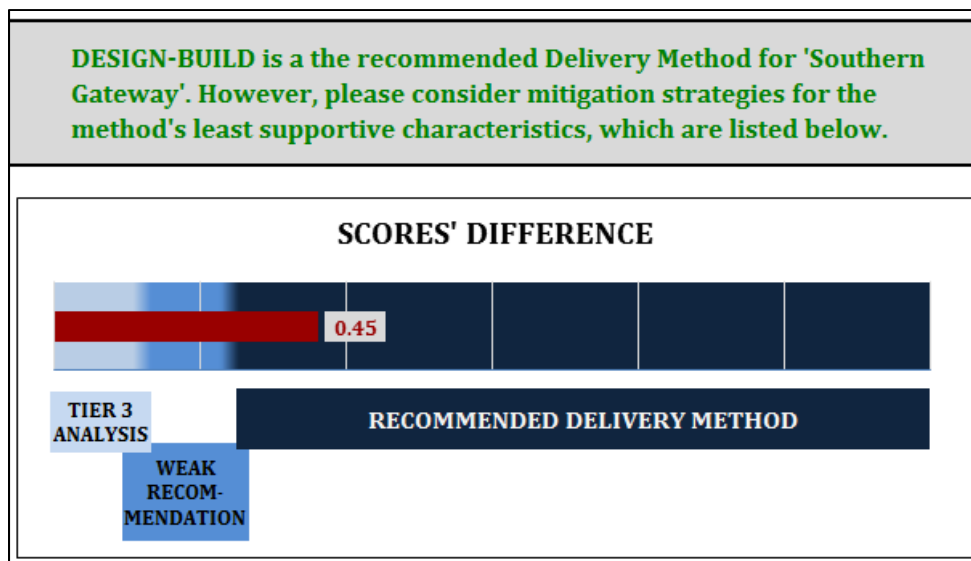 DESIGN-BUILD is a the recommended Delivery Method for 'Southern
Gateway'. However, please consider mitigation strategies for the
method's least supportive characteristics, which are listed below.
SCORES' DIFFERENCE
0.45
TIER 3
ANALYSIS
RECOMMENDED DELIVERY METHOD
WEAK
RECOM-
MENDATION